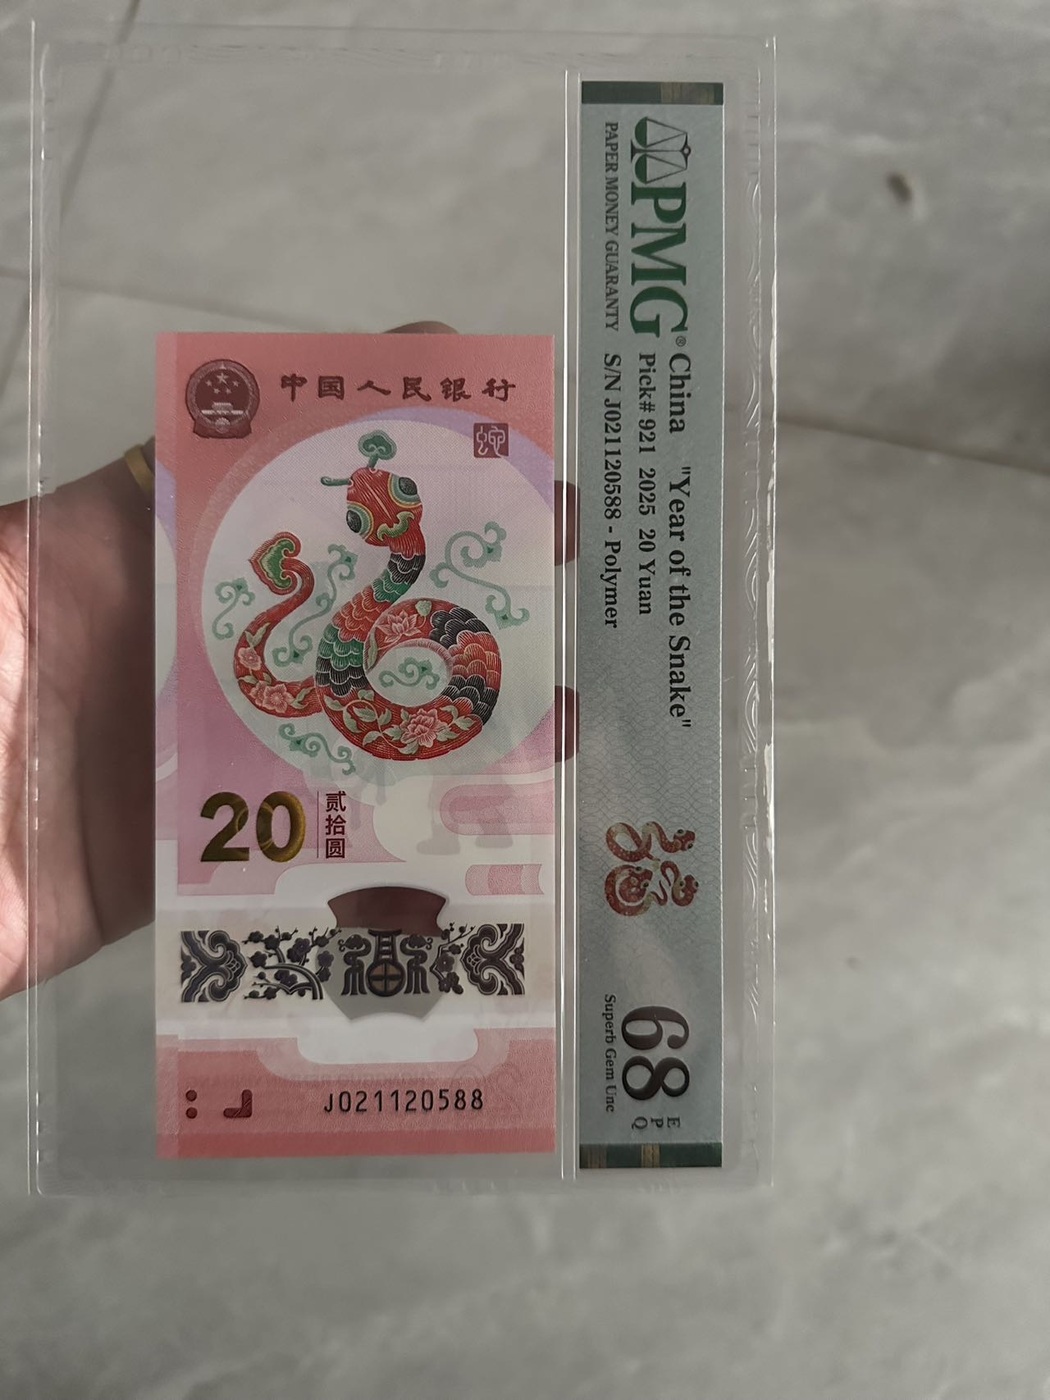 中国人民银行
蛇
20
贰拾圆
福
J021120588
PMG®
PAPER MONEY GUARANTY
China "Year of the Snake"
Pick# 921 2025 20 Yuan
S/N J021120588 - Polymer
68 EPQ
Superb Gem Unc